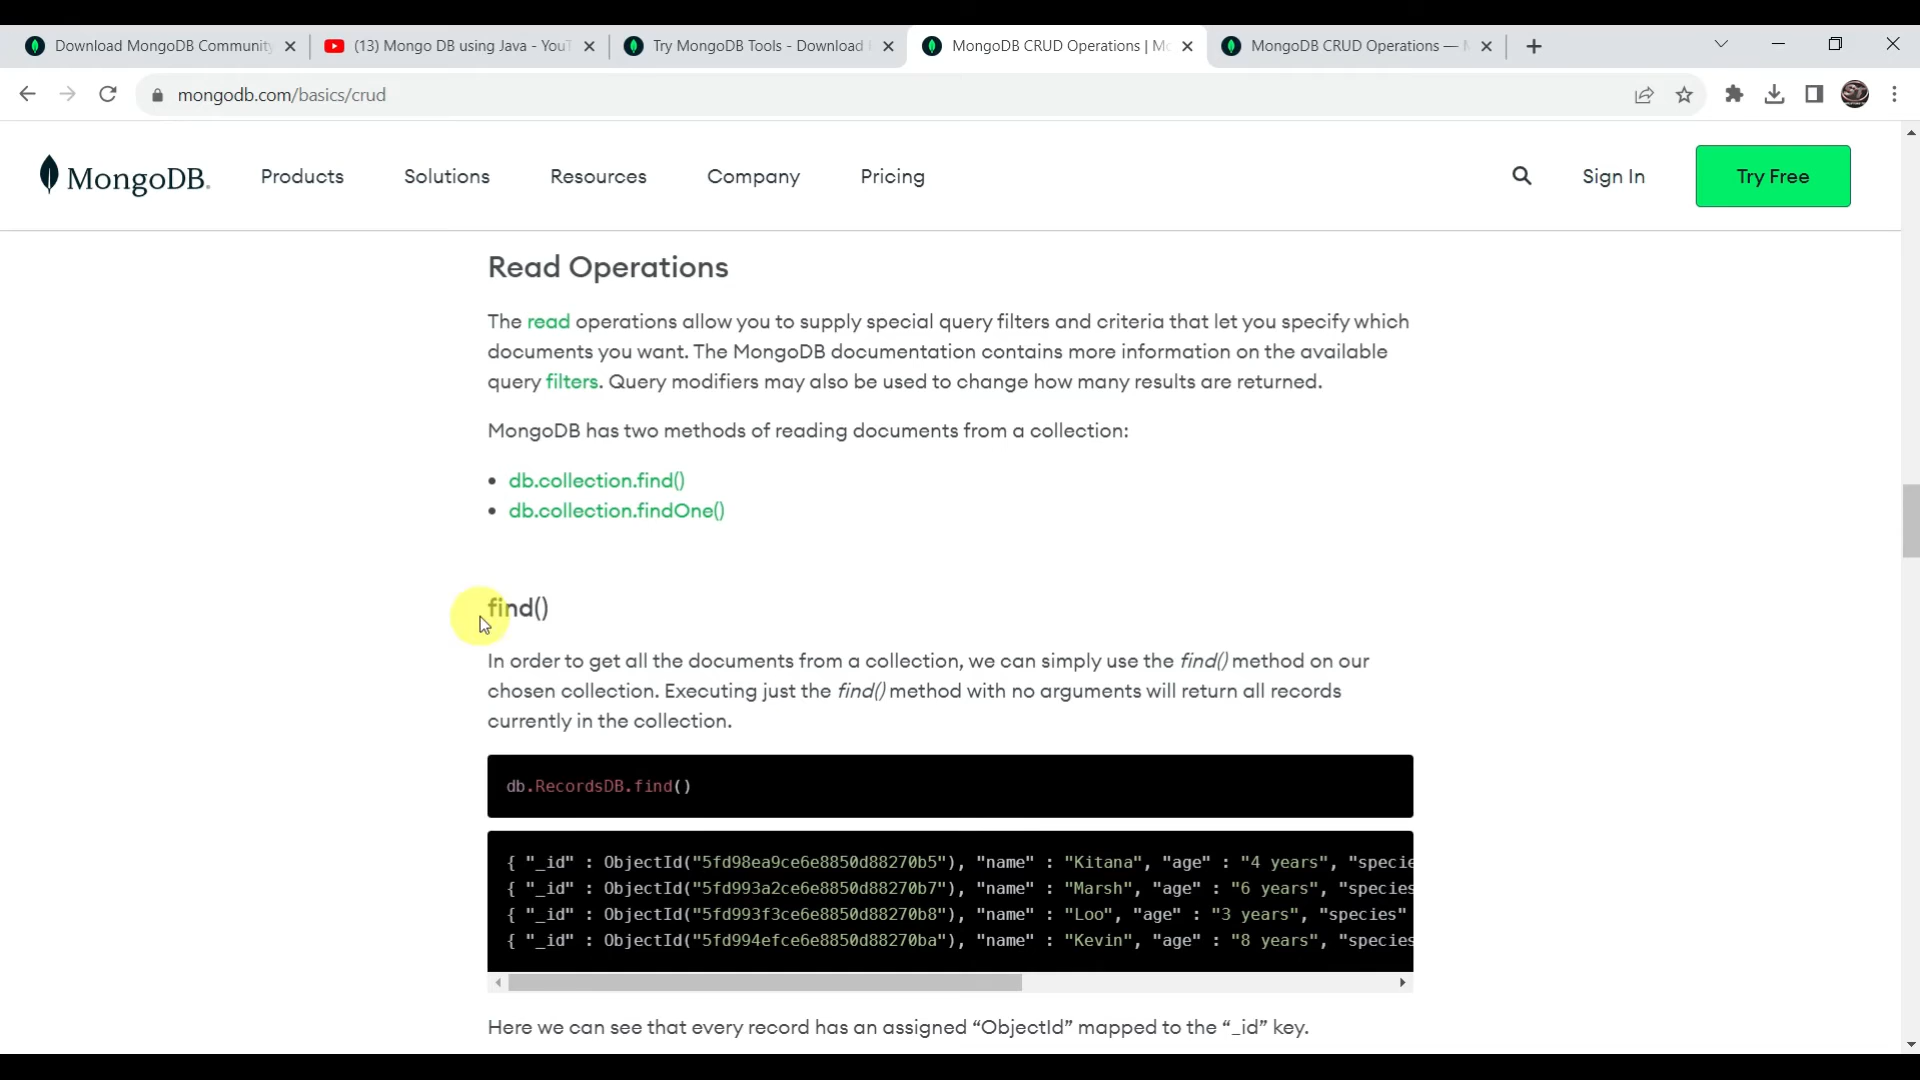 Download MongoDB Community
(13) Mongo DB using Java - YouT
Try MongoDB Tools - Download
MongoDB CRUD Operations | Mo
MongoDB CRUD Operations —
mongodb.com/basics/crud
MongoDB.
Products
Solutions
Resources
Company
Pricing
Sign In
Try Free
Read Operations
The read operations allow you to supply special query filters and criteria that let you specify which
documents you want. The MongoDB documentation contains more information on the available
query filters. Query modifiers may also be used to change how many results are returned.
MongoDB has two methods of reading documents from a collection:
• db.collection.find()
• db.collection.findOne()
find()
In order to get all the documents from a collection, we can simply use the find() method on our
chosen collection. Executing just the find() method with no arguments will return all records
currently in the collection.
db.RecordsDB.find()
{ "_id" : ObjectId("5fd98ea9ce6e8850d88270b5"), "name" : "Kitana", "age" : "4 years", "specie
{ "_id" : ObjectId("5fd993a2ce6e8850d88270b7"), "name" : "Marsh", "age" : "6 years", "species
{ "_id" : ObjectId("5fd993f3ce6e8850d88270b8"), "name" : "Loo", "age" : "3 years", "species"
{ "_id" : ObjectId("5fd994efce6e8850d88270ba"), "name" : "Kevin", "age" : "8 years", "species
Here we can see that every record has an assigned “ObjectId” mapped to the “_id” key.